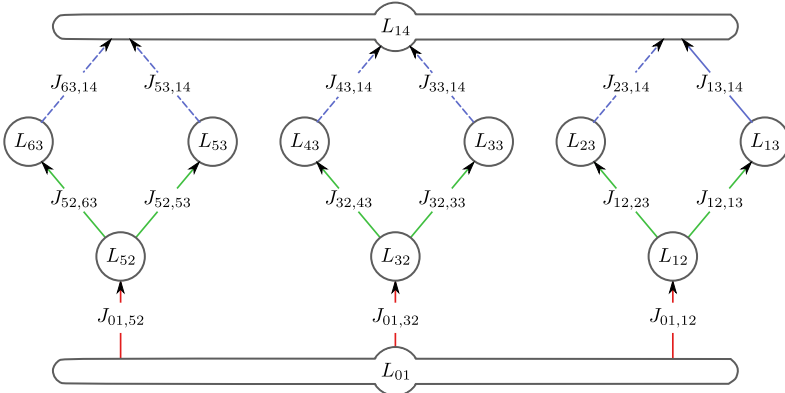 L₁₄
J₆₃,₁₄ J₅₃,₁₄ J₄₃,₁₄ J₃₃,₁₄ J₂₃,₁₄ J₁₃,₁₄
L₆₃ L₅₃ L₄₃ L₃₃ L₂₃ L₁₃
J₅₂,₆₃ J₅₂,₅₃ J₃₂,₄₃ J₃₂,₃₃ J₁₂,₂₃ J₁₂,₁₃
L₅₂ L₃₂ L₁₂
J₀₁,₅₂ J₀₁,₃₂ J₀₁,₁₂
L₀₁